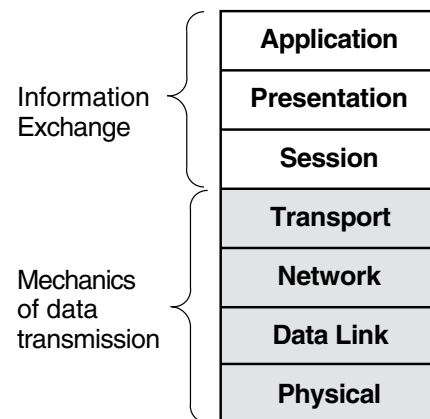 Application
Information
Exchange
Presentation
Session
Transport
Mechanics
of data
transmission
Network
Data Link
Physical